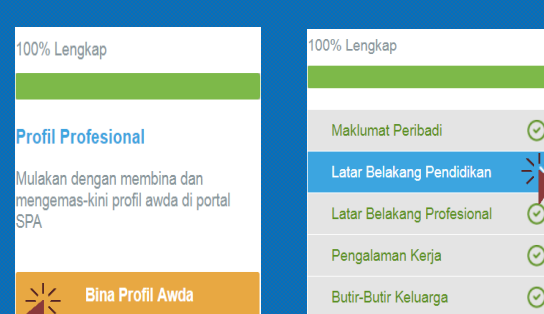 100% Lengkap
Profil Profesional
Mulakan dengan membina dan
mengemas-kini profil awda di portal
SPA
Bina Profil Awda
100% Lengkap
Maklumat Peribadi
Latar Belakang Pendidikan
Latar Belakang Profesional
Pengalaman Kerja
Butir-Butir Keluarga